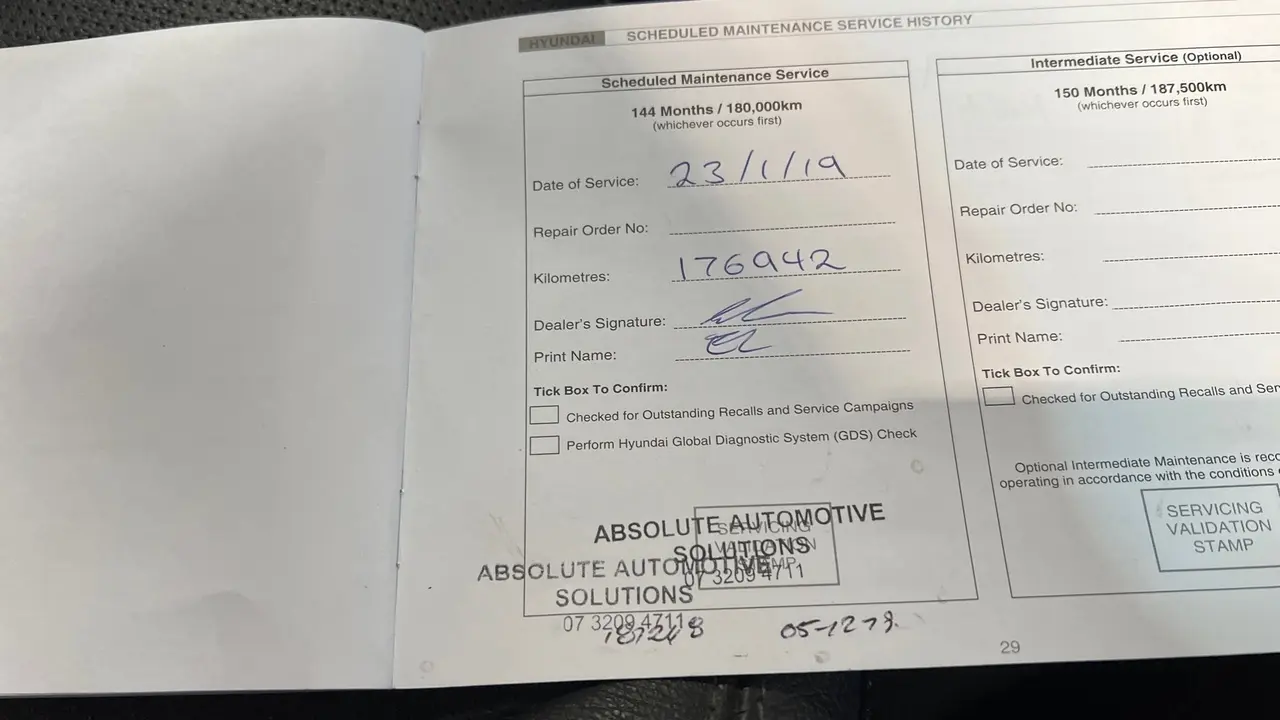 HYUNDAI SCHEDULED MAINTENANCE SERVICE HISTORY
Scheduled Maintenance Service
144 Months / 180,000km
(whichever occurs first)
Date of Service: 23/1/19
Repair Order No:
Kilometres: 176942
Dealer's Signature:
Print Name:
Tick Box To Confirm:
Checked for Outstanding Recalls and Service Campaigns
Perform Hyundai Global Diagnostic System (GDS) Check
SERVICING
VALIDATION
STAMP
ABSOLUTE AUTOMOTIVE
SOLUTIONS
07 3209 4711
ABSOLUTE AUTOMOTIVE
SOLUTIONS
07 3209 4711
Intermediate Service (Optional)
150 Months / 187,500km
(whichever occurs first)
Date of Service:
Repair Order No:
Kilometres:
Dealer's Signature:
Print Name:
Tick Box To Confirm:
Checked for Outstanding Recalls and
Optional Intermediate Maintenance is
operating in accordance with the conditions
SERVICING
VALIDATION
STAMP
29